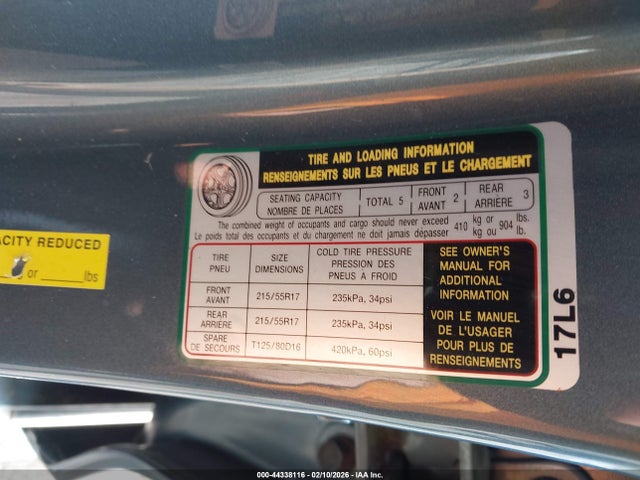 TIRE AND LOADING INFORMATION
RENSEIGNEMENTS SUR LES PNEUS ET LE CHARGEMENT
SEATING CAPACITY
NOMBRE DE PLACES
TOTAL 5
FRONT
AVANT 2
REAR
ARRIÈRE 3
The combined weight of occupants and cargo should never exceed 410 kg or 904 lbs.
Le poids total des occupants et du chargement ne doit jamais dépasser kg ou lb.
TIRE
PNEU
SIZE
DIMENSIONS
COLD TIRE PRESSURE
PRESSION DES
PNEUS A FROID
FRONT
AVANT
215/55R17
235kPa, 34psi
REAR
ARRIÈRE
215/55R17
235kPa, 34psi
SPARE
DE SECOURS
T125/80D16
420kPa, 60psi
SEE OWNER'S
MANUAL FOR
ADDITIONAL
INFORMATION
VOIR LE MANUEL
DE L'USAGER
POUR PLUS DE
RENSEIGNEMENTS
17L6
ACITY REDUCED
or ______lbs
000-44338116 - 02/10/2026 - IAA Inc.